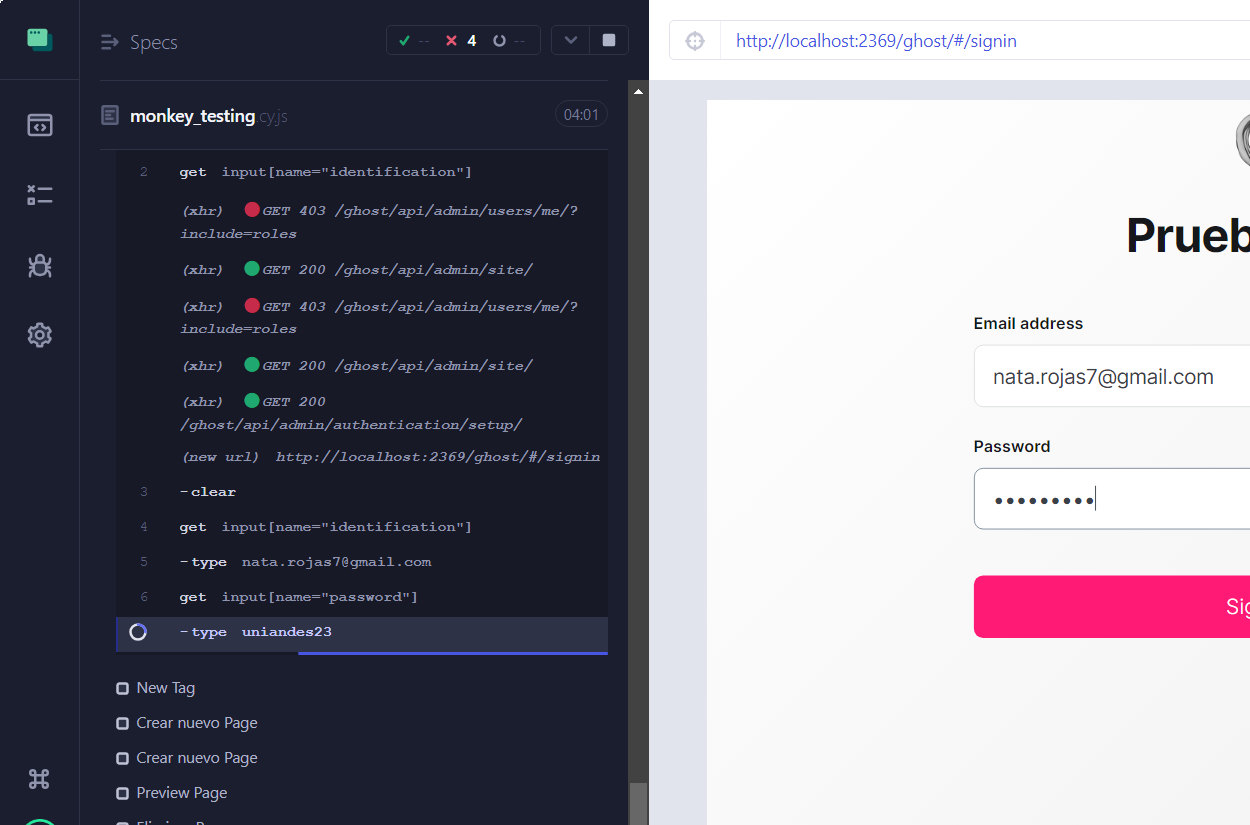 Specs
-- 4 --
http://localhost:2369/ghost/#/signin
monkey_testing.cy.js 04:01
2 get input[name="identification"]
(xhr) GET 403 /ghost/api/admin/users/me/?
include=roles
(xhr) GET 200 /ghost/api/admin/site/
(xhr) GET 403 /ghost/api/admin/users/me/?
include=roles
(xhr) GET 200 /ghost/api/admin/site/
(xhr) GET 200
/ghost/api/admin/authentication/setup/
(new url) http://localhost:2369/ghost/#/signin
3 -clear
4 get input[name="identification"]
5 -type nata.rojas7@gmail.com
6 get input[name="password"]
-type uniandes23
New Tag
Crear nuevo Page
Crear nuevo Page
Preview Page
Prueb
Email address
nata.rojas7@gmail.com
Password
•••••••••
Sig